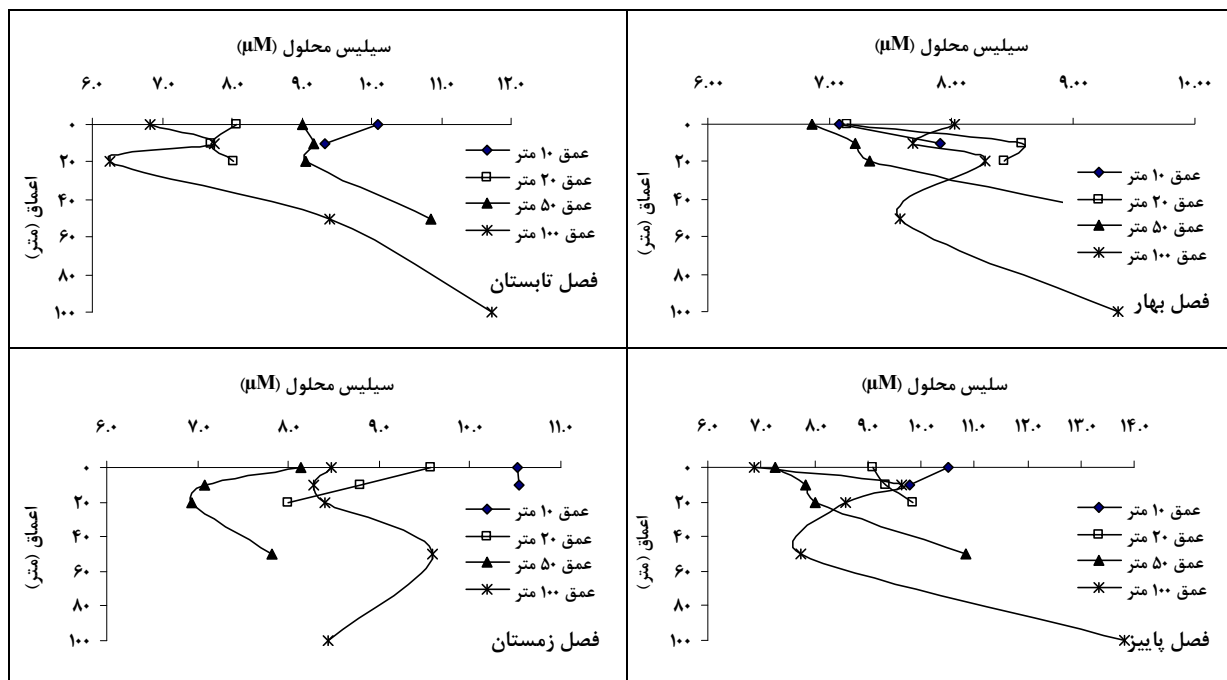 سیلیس محلول (µM)
۶.۰ ۷.۰ ۸.۰ ۹.۰ ۱۰.۰ ۱۱.۰ ۱۲.۰
۰
۲۰
۴۰
۶۰
۸۰
۱۰۰
اعماق (متر)
عمق ۱۰ متر
عمق ۲۰ متر
عمق ۵۰ متر
عمق ۱۰۰ متر
فصل تابستان
سیلیس محلول (µM)
۶.۰۰ ۷.۰۰ ۸.۰۰ ۹.۰۰ ۱۰.۰۰
۰
۲۰
۴۰
۶۰
۸۰
۱۰۰
اعماق (متر)
عمق ۱۰ متر
عمق ۲۰ متر
عمق ۵۰ متر
عمق ۱۰۰ متر
فصل بهار
سیلیس محلول (µM)
۶.۰ ۷.۰ ۸.۰ ۹.۰ ۱۰.۰ ۱۱.۰
۰
۲۰
۴۰
۶۰
۸۰
۱۰۰
اعماق (متر)
عمق ۱۰ متر
عمق ۲۰ متر
عمق ۵۰ متر
عمق ۱۰۰ متر
فصل زمستان
سلیس محلول (µM)
۶.۰ ۷.۰ ۸.۰ ۹.۰ ۱۰.۰ ۱۱.۰ ۱۲.۰ ۱۳.۰ ۱۴.۰
۰
۲۰
۴۰
۶۰
۸۰
۱۰۰
اعماق (متر)
عمق ۱۰ متر
عمق ۲۰ متر
عمق ۵۰ متر
عمق ۱۰۰ متر
فصل پاییز